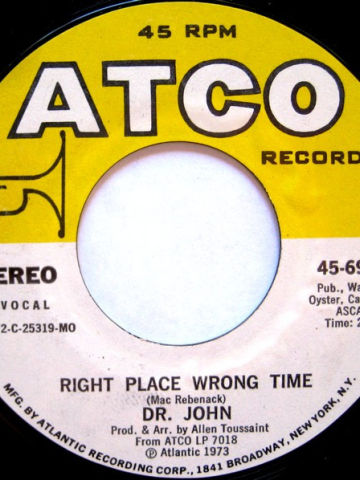 45 RPM
ATCO
RECORD
EREO
VOCAL
2-C-25319-MO
45-69
Pub., Wa
Oyster, Ca
ASCA
Time: 2
RIGHT PLACE WRONG TIME
(Mac Rebenack)
DR. JOHN
Prod. & Arr. by Allen Toussaint
From ATCO LP 7018
Ⓟ Atlantic 1973
MFG. BY ATLANTIC RECORDING CORP., 1841 BROADWAY, NEW YORK, N.Y.